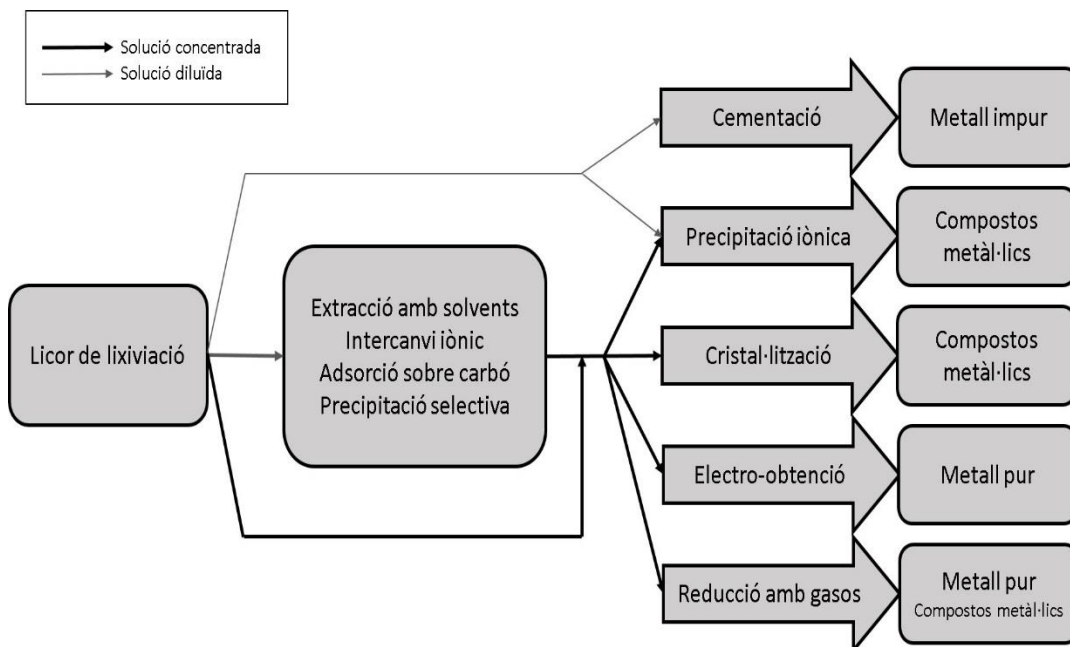 Solució concentrada
Solució diluïda
Licor de lixiviació
Extracció amb solvents
Intercanvi iònic
Adsorció sobre carbó
Precipitació selectiva
Cementació
Metall impur
Precipitació iònica
Compostos
metàl·lics
Cristal·lització
Compostos
metàl·lics
Electro-obtenció
Metall pur
Reducció amb gasos
Metall pur
Compostos metàl·lics